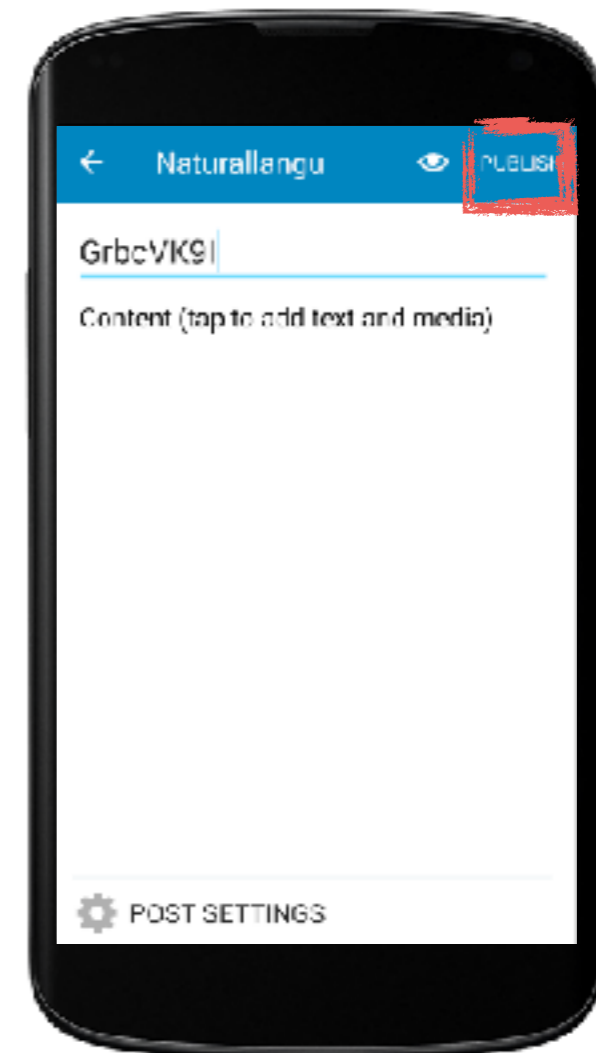 Naturallangu PUBLISH
GrbcVK9I
Content (tap to add text and media)
POST SETTINGS